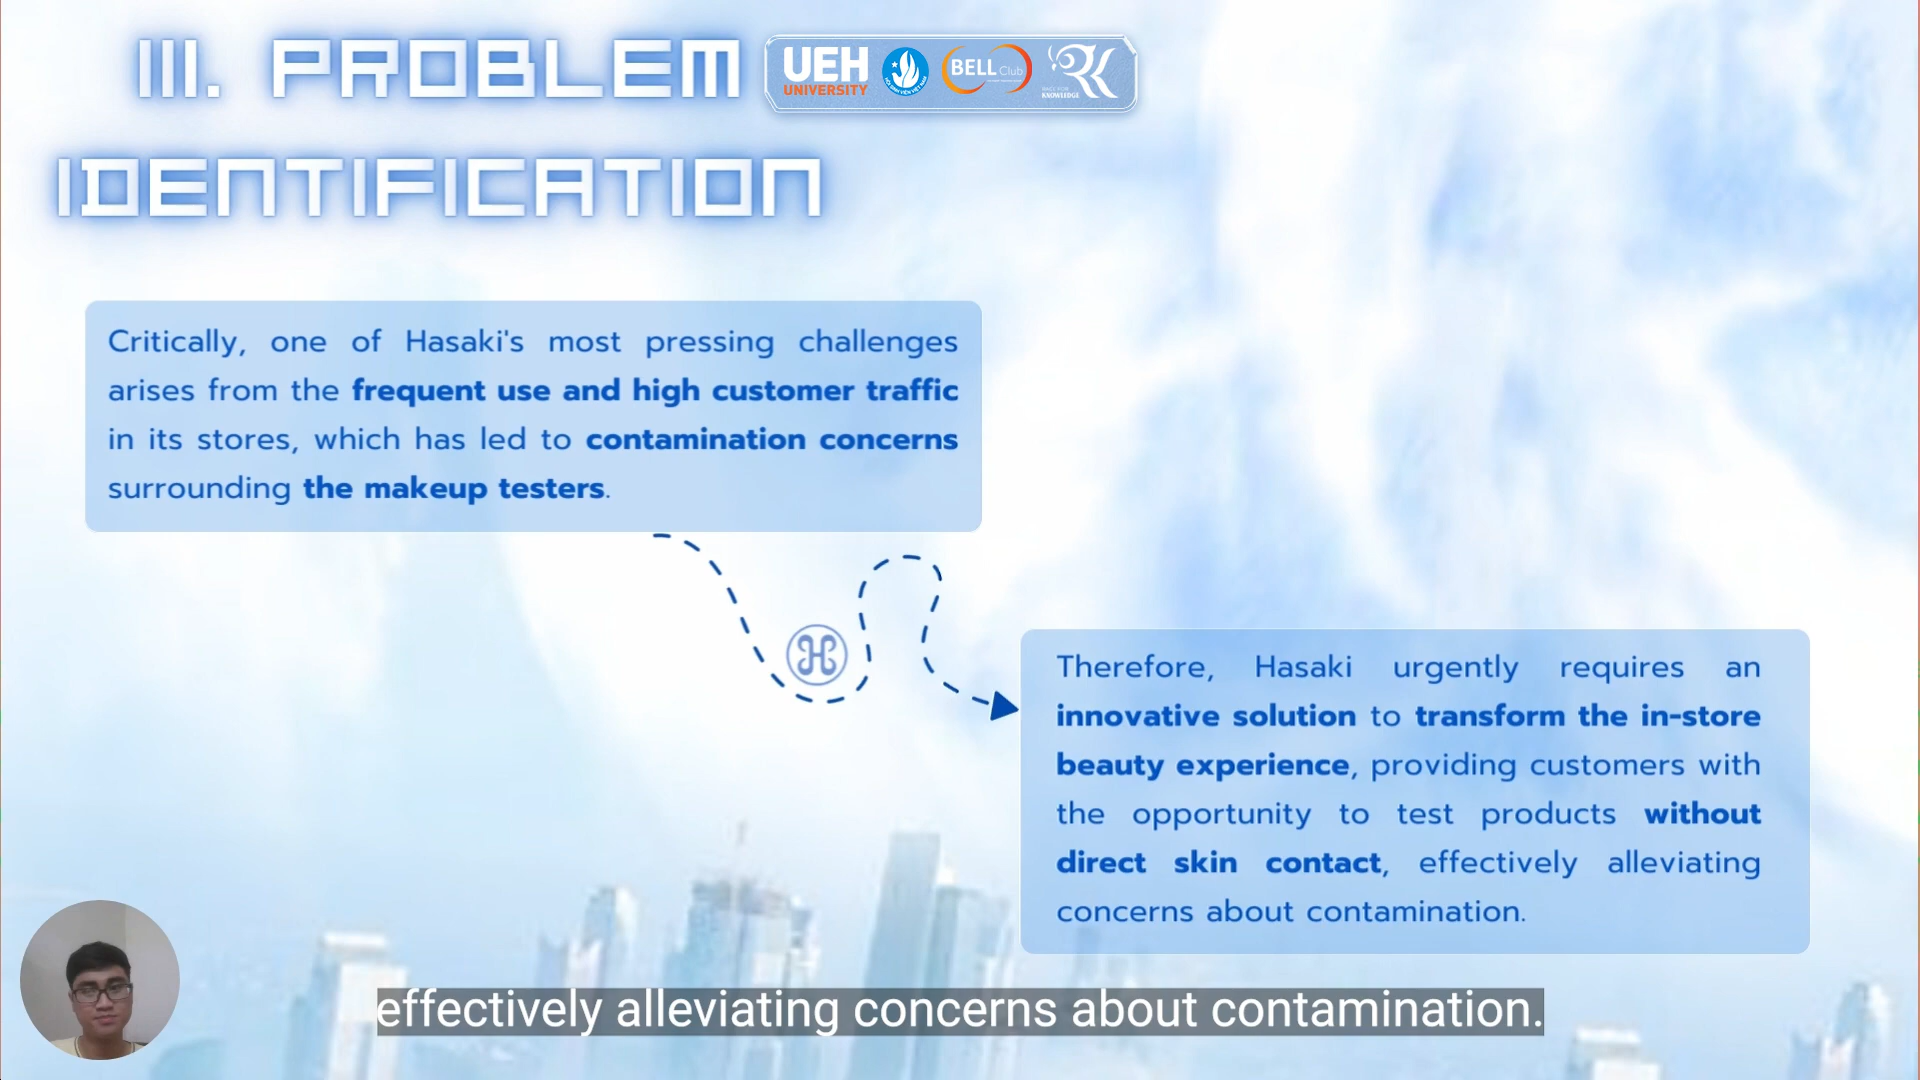 III. PROBLEM
IDENTIFICATION
UEH
UNIVERSITY
BELL Club
RACE FOR
KNOWLEDGE
Critically, one of Hasaki's most pressing challenges
arises from the frequent use and high customer traffic
in its stores, which has led to contamination concerns
surrounding the makeup testers.
Therefore, Hasaki urgently requires an
innovative solution to transform the in-store
beauty experience, providing customers with
the opportunity to test products without
direct skin contact, effectively alleviating
concerns about contamination.
effectively alleviating concerns about contamination.